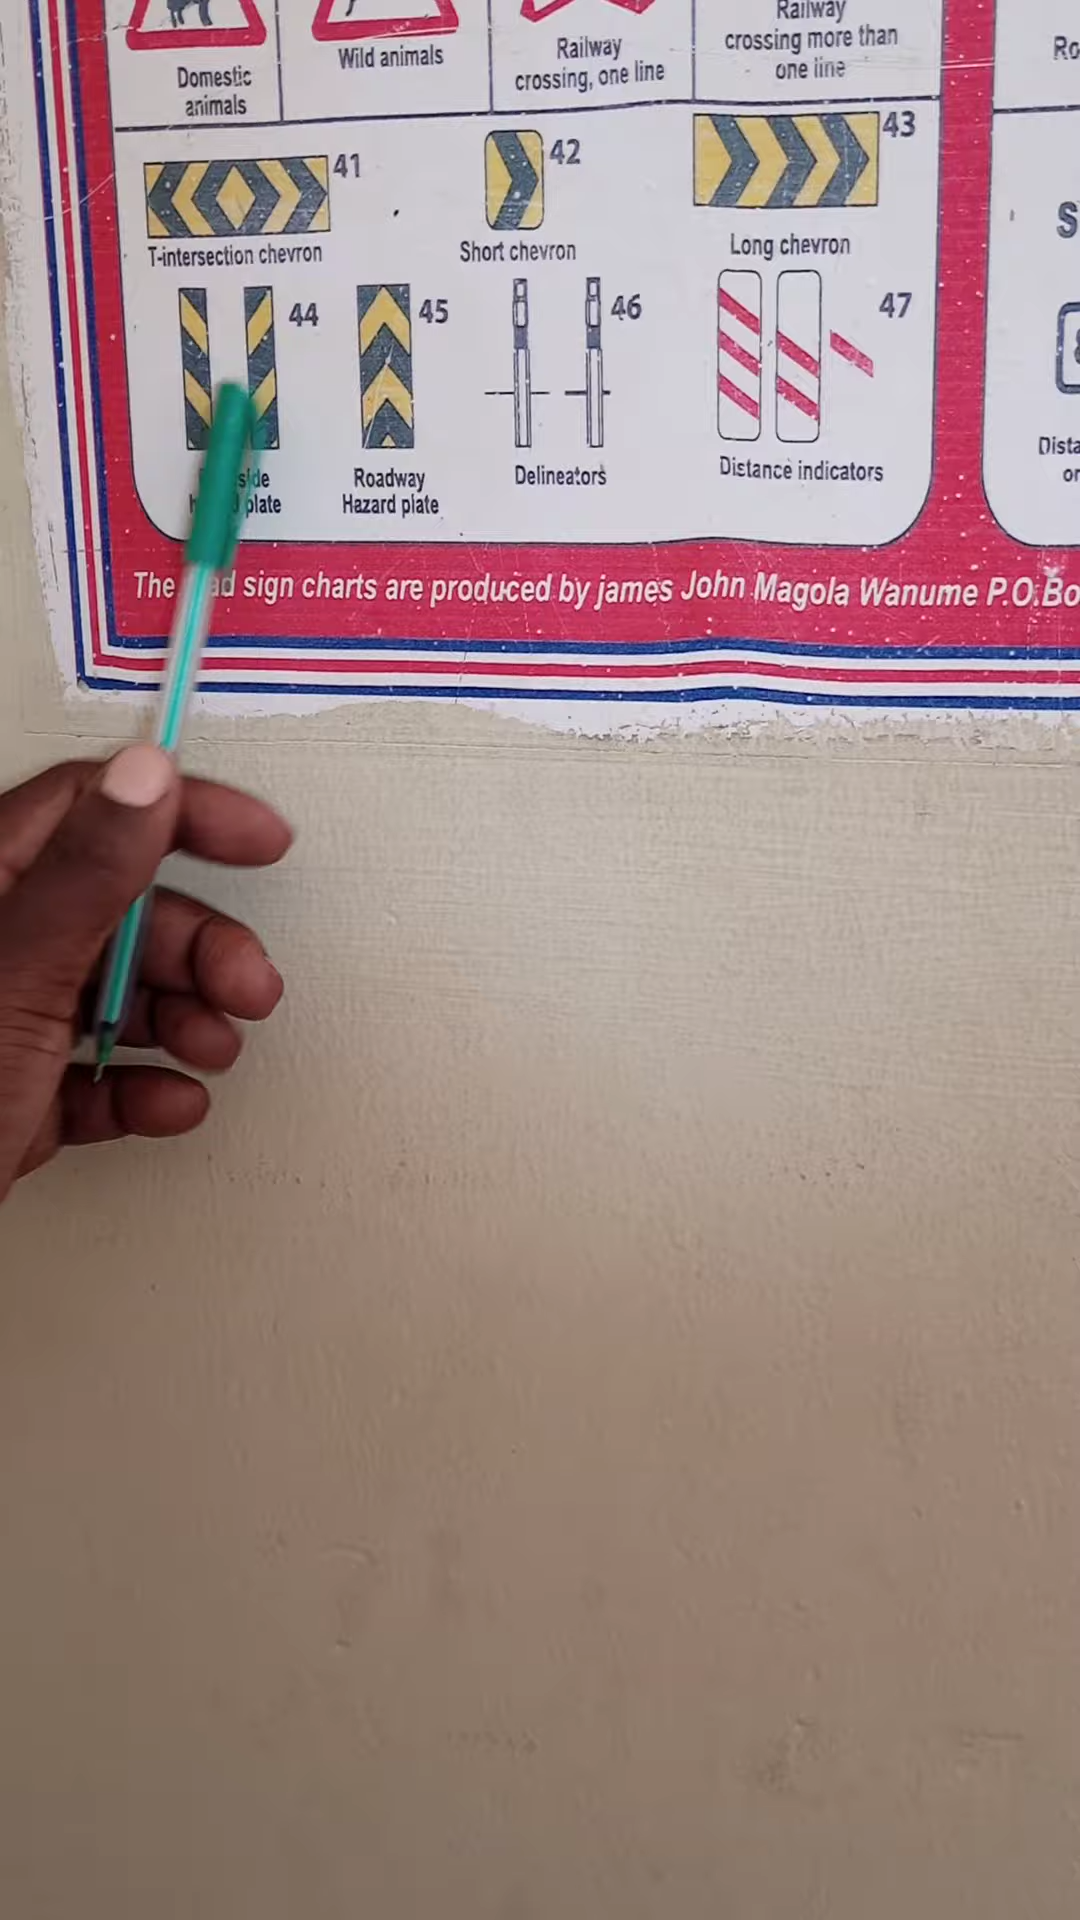 Domestic
animals
Wild animals
Railway
crossing, one line
Railway
crossing more than
one line
41
T-intersection chevron
42
Short chevron
43
Long chevron
44
plate
45
Roadway
Hazard plate
46
Delineators
47
Distance indicators
The sign charts are produced by james John Magola Wanume P.O.Bo